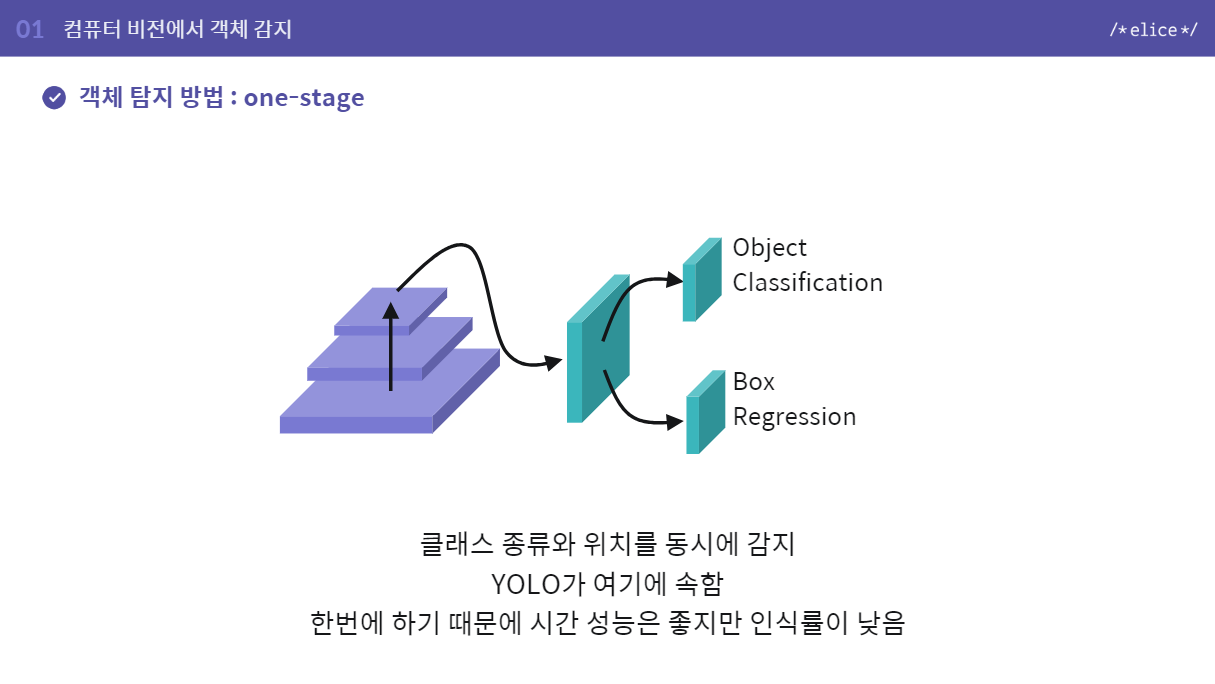 01 컴퓨터 비전에서 객체 감지
/*elice*/
객체 탐지 방법 : one-stage
Object
Classification
Box
Regression
클래스 종류와 위치를 동시에 감지
YOLO가 여기에 속함
한번에 하기 때문에 시간 성능은 좋지만 인식률이 낮음